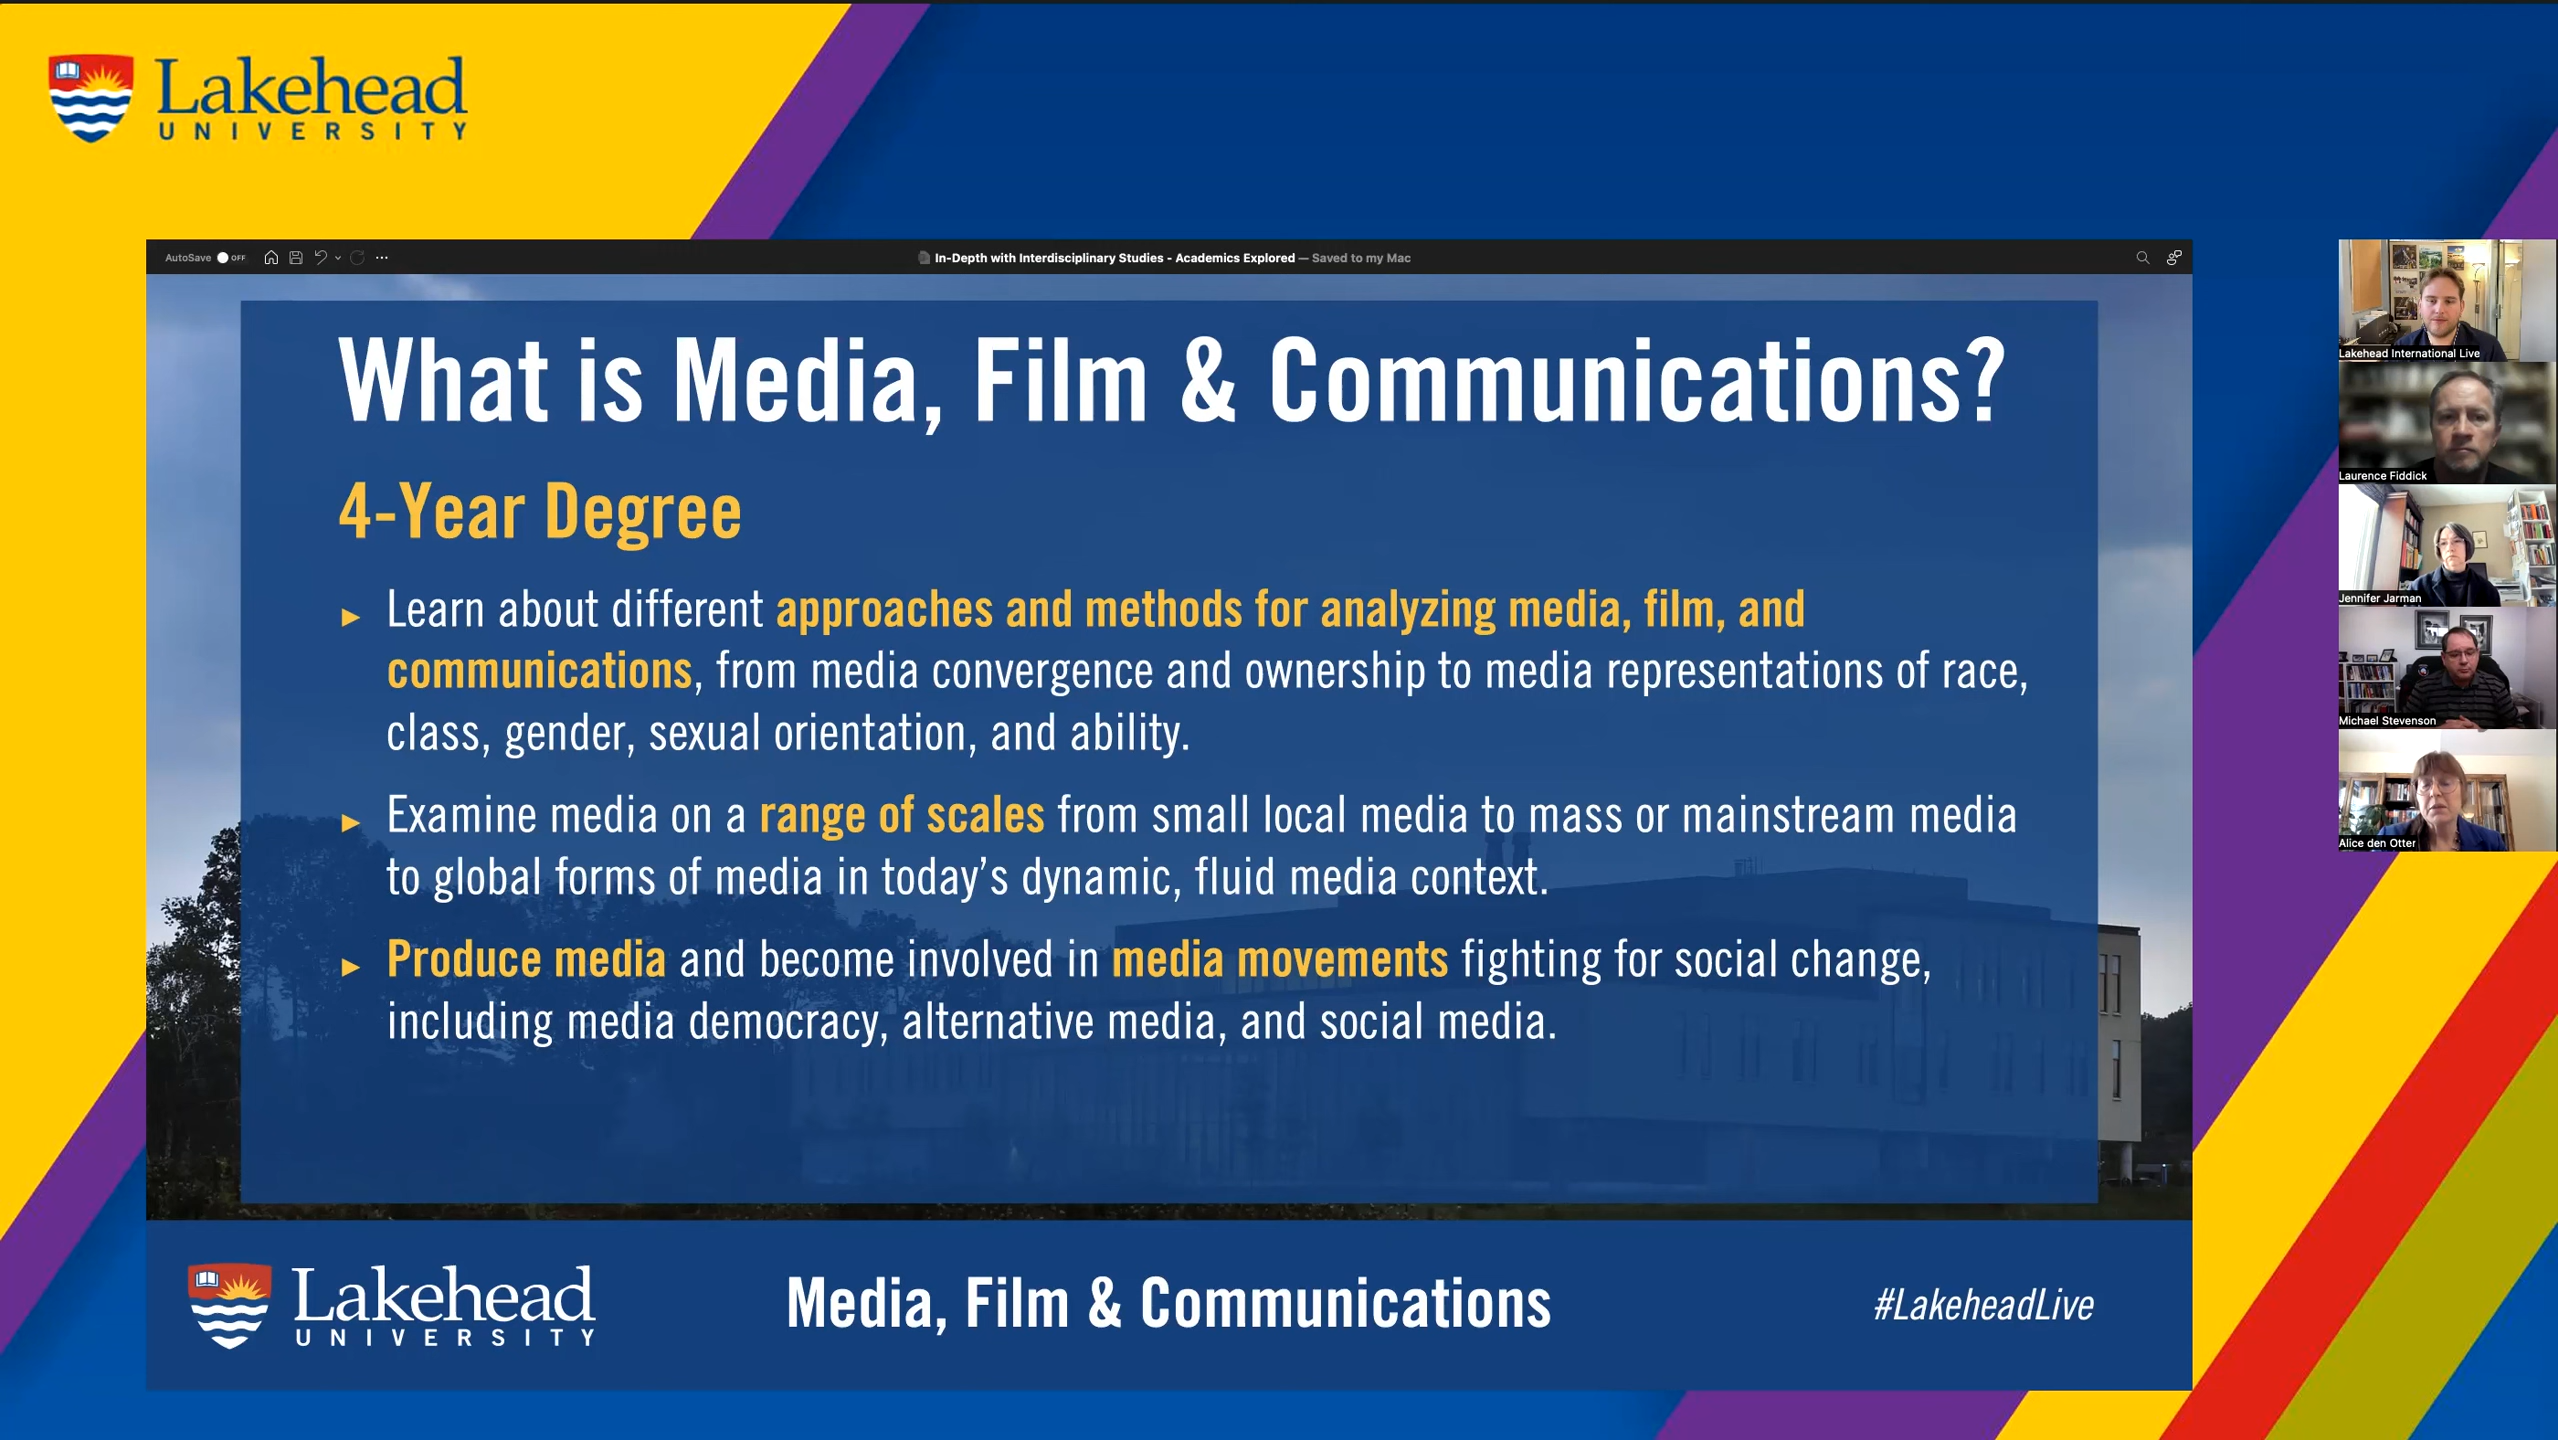 Lakehead
UNIVERSITY
AutoSave OFF
In-Depth with Interdisciplinary Studies - Academics Explored — Saved to my Mac
What is Media, Film & Communications?
4-Year Degree
Learn about different approaches and methods for analyzing media, film, and
communications, from media convergence and ownership to media representations of race,
class, gender, sexual orientation, and ability.
Examine media on a range of scales from small local media to mass or mainstream media
to global forms of media in today’s dynamic, fluid media context.
Produce media and become involved in media movements fighting for social change,
including media democracy, alternative media, and social media.
Lakehead
UNIVERSITY
Media, Film & Communications
#LakeheadLive
Lakehead International Live
Laurence Fiddick
Jennifer Jarman
Michael Stevenson
Alice den Otter